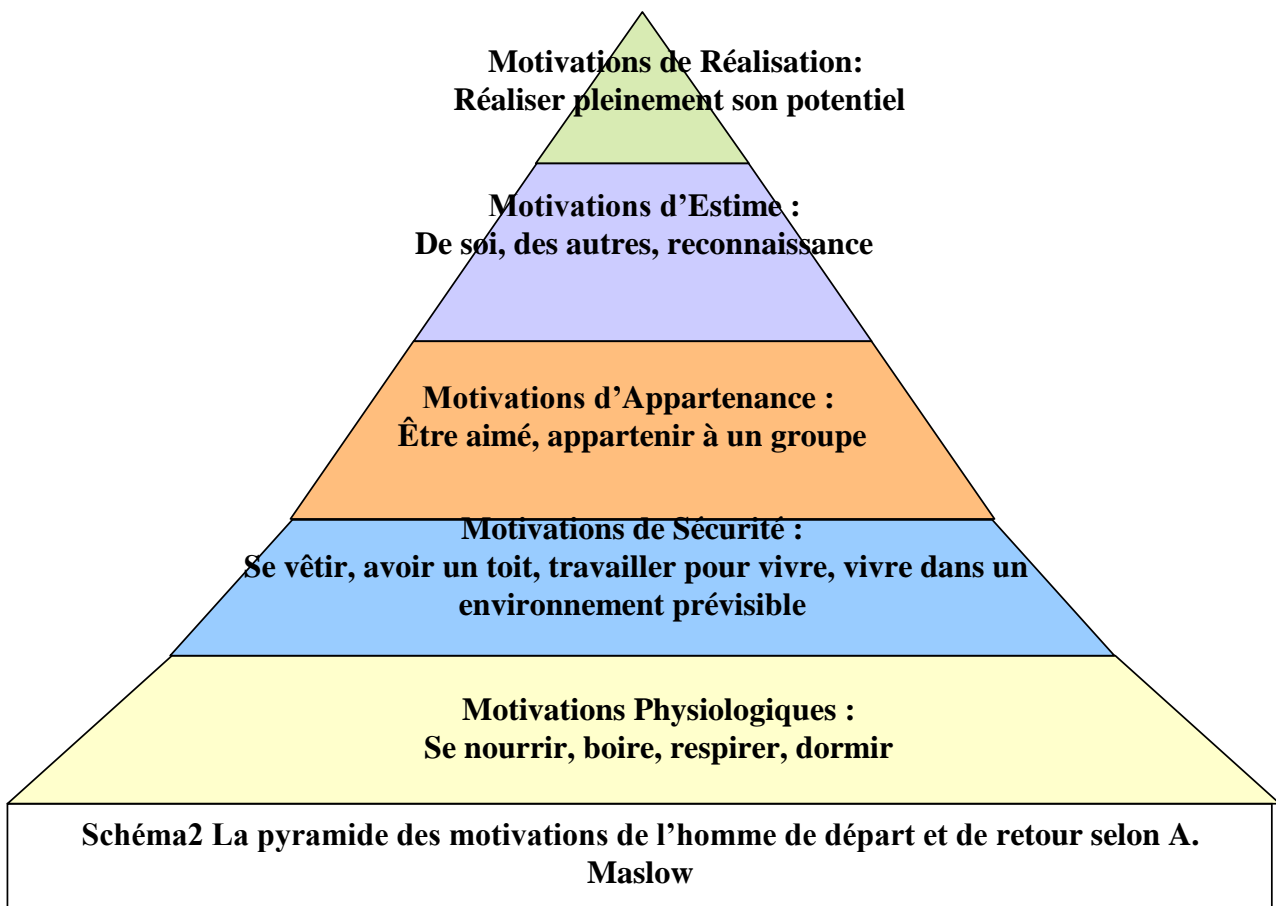 Motivations de Réalisation:
Réaliser pleinement son potentiel
Motivations d’Estime :
De soi, des autres, reconnaissance
Motivations d’Appartenance :
Être aimé, appartenir à un groupe
Motivations de Sécurité :
Se vêtir, avoir un toit, travailler pour vivre, vivre dans un
environnement prévisible
Motivations Physiologiques :
Se nourrir, boire, respirer, dormir
Schéma2 La pyramide des motivations de l’homme de départ et de retour selon A.
Maslow